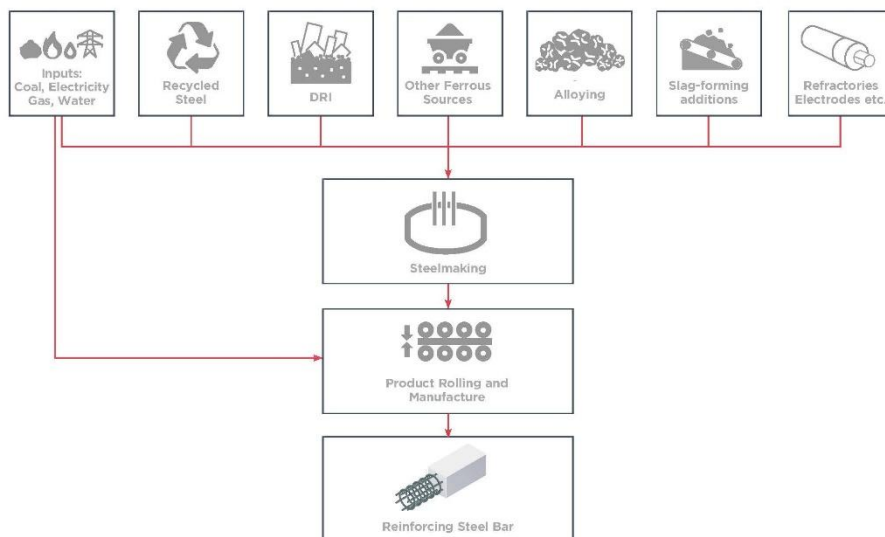 Inputs:
Coal, Electricity
Gas, Water
Recycled
Steel
DRI
Other Ferrous
Sources
Alloying
Slag-forming
additions
Refractories
Electrodes etc.
Steelmaking
Product Rolling and
Manufacture
Reinforcing Steel Bar